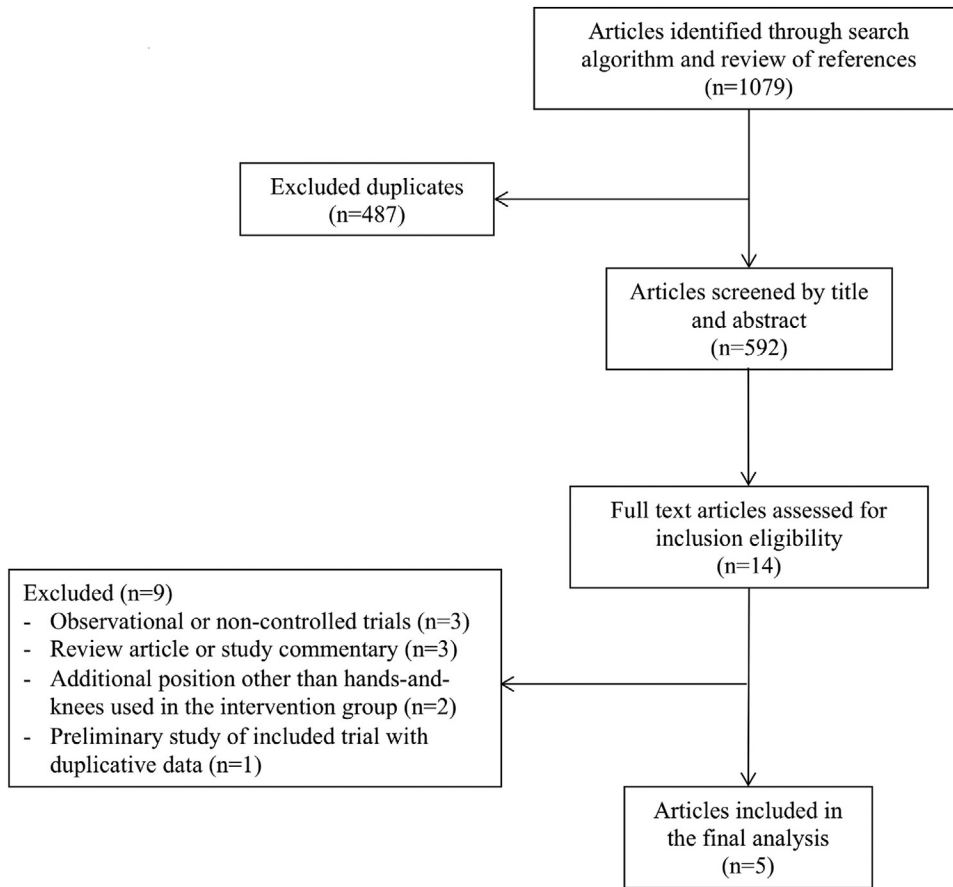 Articles identified through search
algorithm and review of references
(n=1079)
Excluded duplicates
(n=487)
Articles screened by title
and abstract
(n=592)
Full text articles assessed for
inclusion eligibility
(n=14)
Excluded (n=9)
- Observational or non-controlled trials (n=3)
- Review article or study commentary (n=3)
- Additional position other than hands-and-
knees used in the intervention group (n=2)
- Preliminary study of included trial with
duplicative data (n=1)
Articles included in
the final analysis
(n=5)